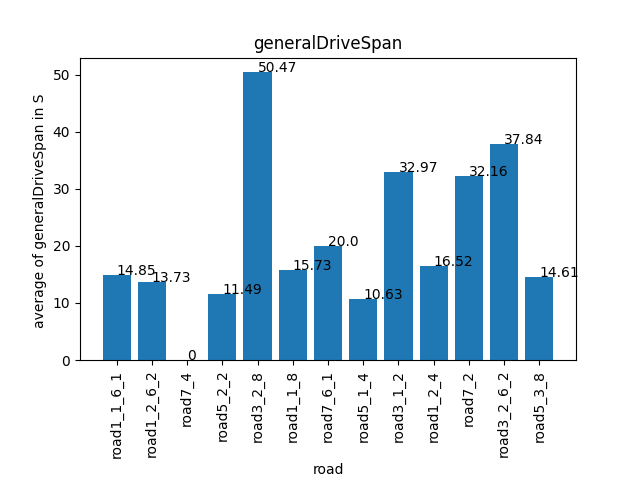 generalDriveSpan
average of generalDriveSpan in S
50
40
30
20
10
0
14.85
13.73
0
11.49
50.47
15.73
20.0
10.63
32.97
16.52
32.16
37.84
14.61
road1_1_6_1
road1_2_6_2
road7_4
road5_2_2
road3_2_8
road1_1_8
road7_6_1
road5_1_4
road3_1_2
road1_2_4
road7_2
road3_2_6_2
road5_3_8
road